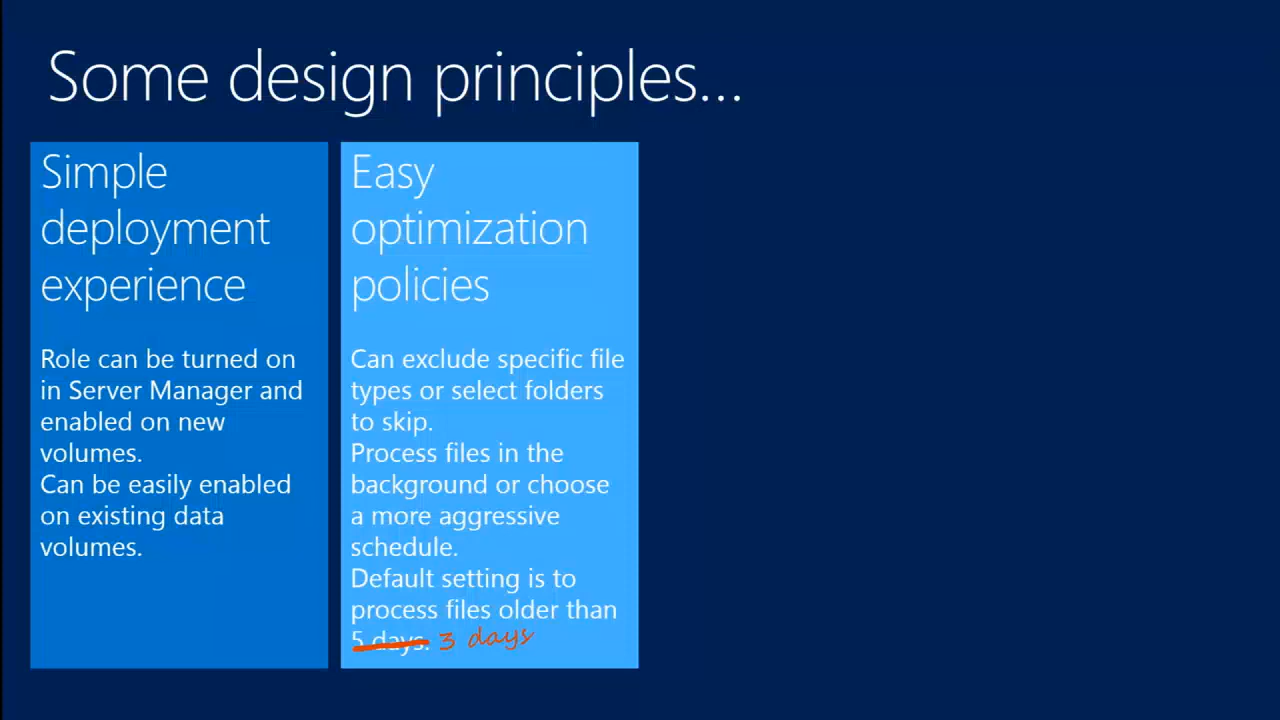 Some design principles...
Simple
deployment
experience
Role can be turned on
in Server Manager and
enabled on new
volumes.
Can be easily enabled
on existing data
volumes.
Easy
optimization
policies
Can exclude specific file
types or select folders
to skip.
Process files in the
background or choose
a more aggressive
schedule.
Default setting is to
process files older than
5 days. 3 days